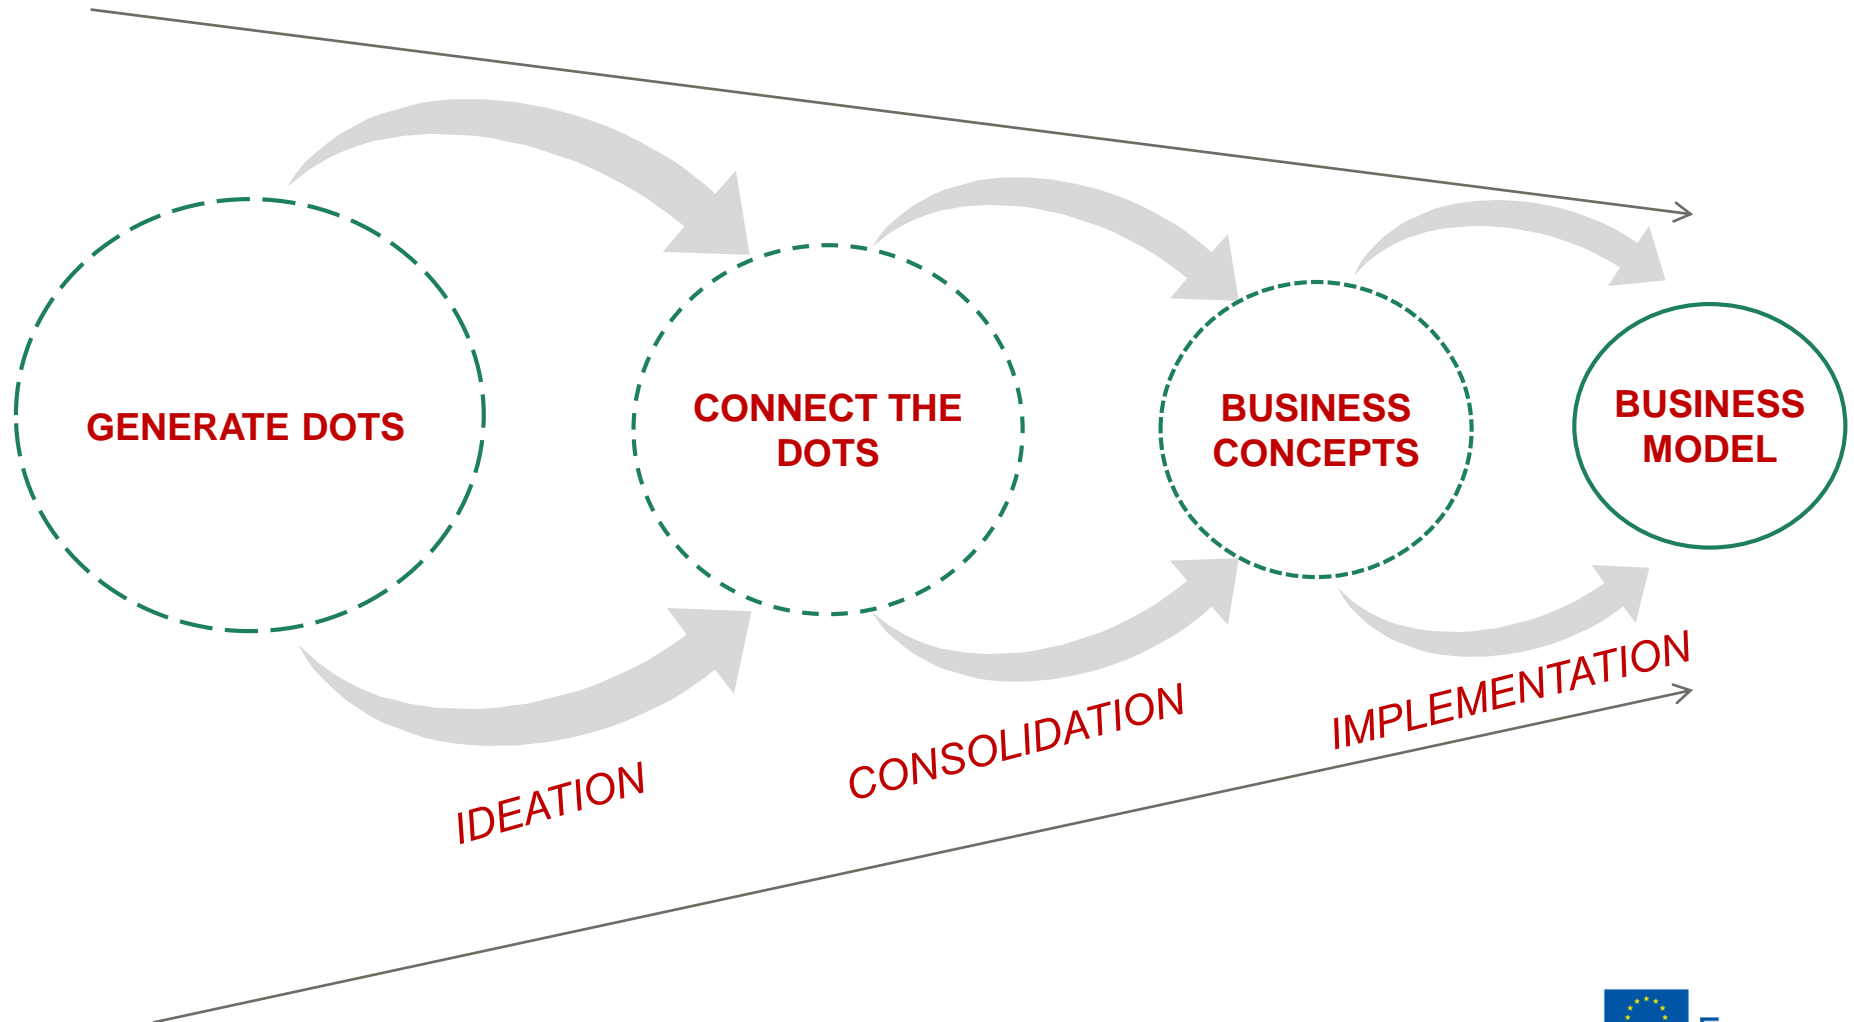 GENERATE DOTS
CONNECT THE
DOTS
BUSINESS
CONCEPTS
BUSINESS
MODEL
IDEATION
CONSOLIDATION
IMPLEMENTATION